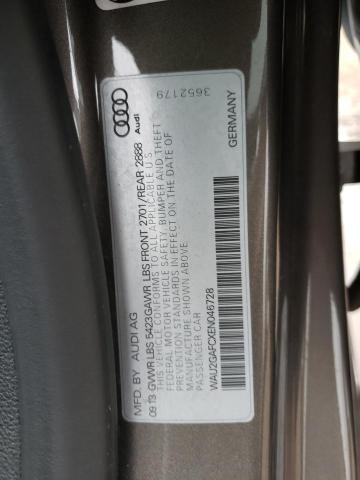 3652179
Audi
GERMANY
MFD. BY AUDI AG
09.13 GVWR LBS 5423GAWR LBS FRONT 2701/REAR 2888
THIS VEHICLE CONFORMS TO ALL APPLICABLE U.S.
FEDERAL MOTOR VEHICLE SAFETY, BUMPER AND THEFT
PREVENTION STANDARDS IN EFFECT ON THE DATE OF
MANUFACTURE SHOWN ABOVE.
PASSENGER CAR
WAU2GAFCXEN046728